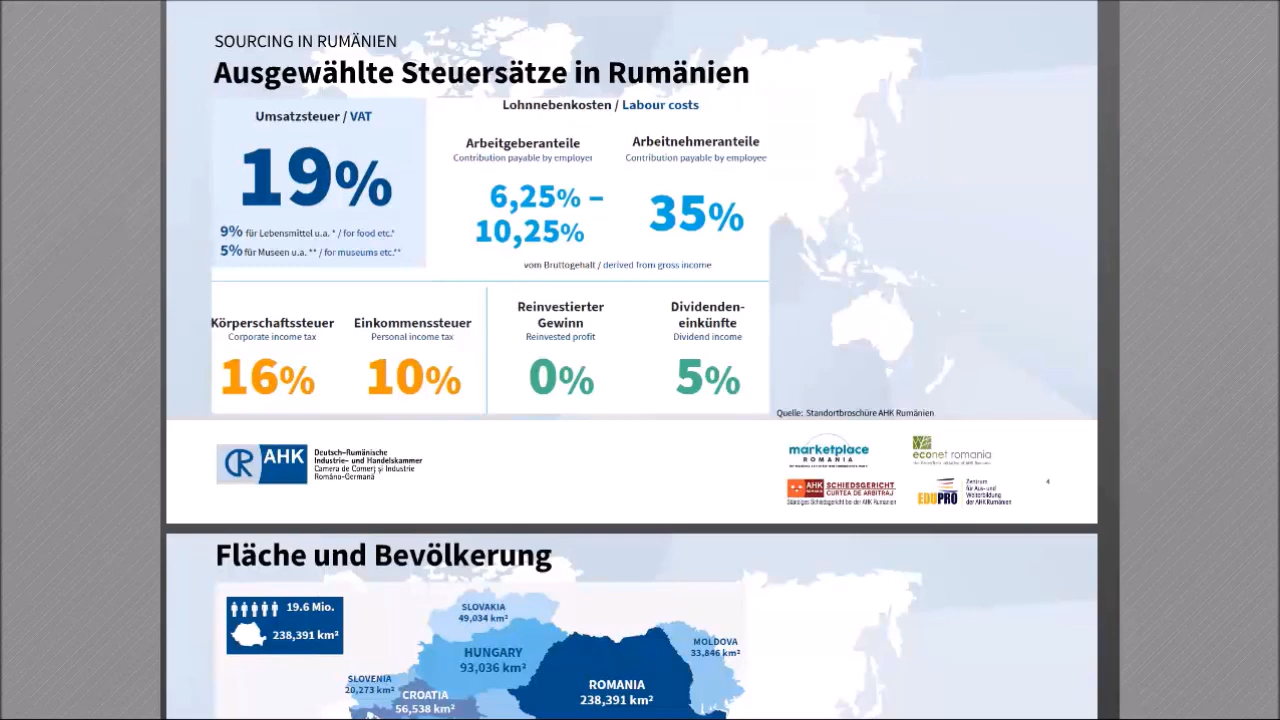 SOURCING IN RUMÄNIEN
Ausgewählte Steuersätze in Rumänien
Umsatzsteuer / VAT
19%
9% für Lebensmittel u.a. * / for food etc.*
5% für Museen u.a. ** / for museums etc.**
Lohnnebenkosten / Labour costs
Arbeitgeberanteile
Contribution payable by employer
6,25% –
10,25%
Arbeitnehmeranteile
Contribution payable by employee
35%
vom Bruttogehalt / derived from gross income
Körperschaftssteuer
Corporate income tax
16%
Einkommenssteuer
Personal income tax
10%
Reinvestierter
Gewinn
Reinvested profit
0%
Dividenden-
einkünfte
Dividend income
5%
Quelle: Standortbroschüre AHK Rumänien
AHK
Deutsch-Rumänische
Industrie- und Handelskammer
Camera de Comerț și Industrie
Româno-Germană
marketplace
ROMANIA
econet romania
AHK SCHIEDSGERICHT
CURTEA DE ARBITRAJ
Ständiges Schiedsgericht bei der AHK Rumänien
EDUPRO
Zentrum
für Aus- und
Weiterbildung
der AHK Rumänien
4
Fläche und Bevölkerung
19.6 Mio.
238,391 km²
SLOVAKIA
49,034 km²
HUNGARY
93,036 km²
MOLDOVA
33,846 km²
SLOVENIA
20,273 km²
CROATIA
56,538 km²
ROMANIA
238,391 km²